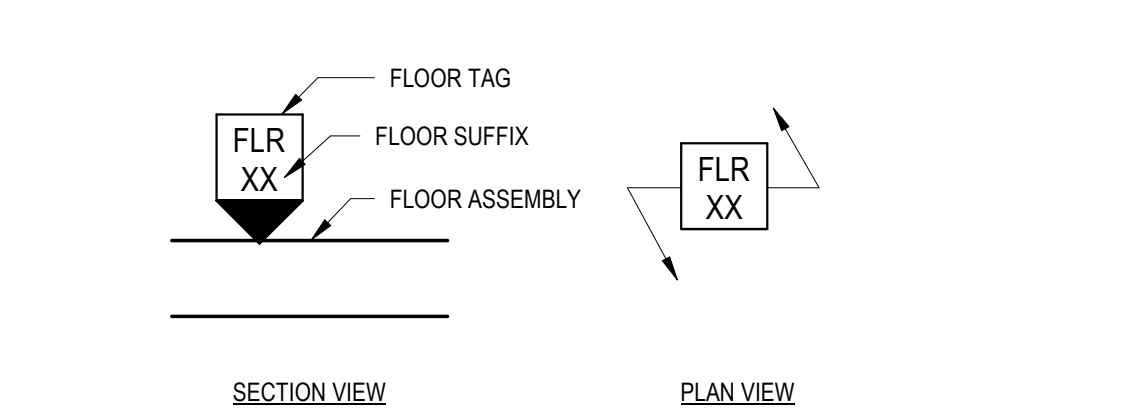 FLOOR TAG
FLR
XX
FLOOR SUFFIX
FLOOR ASSEMBLY
SECTION VIEW
FLR
XX
PLAN VIEW